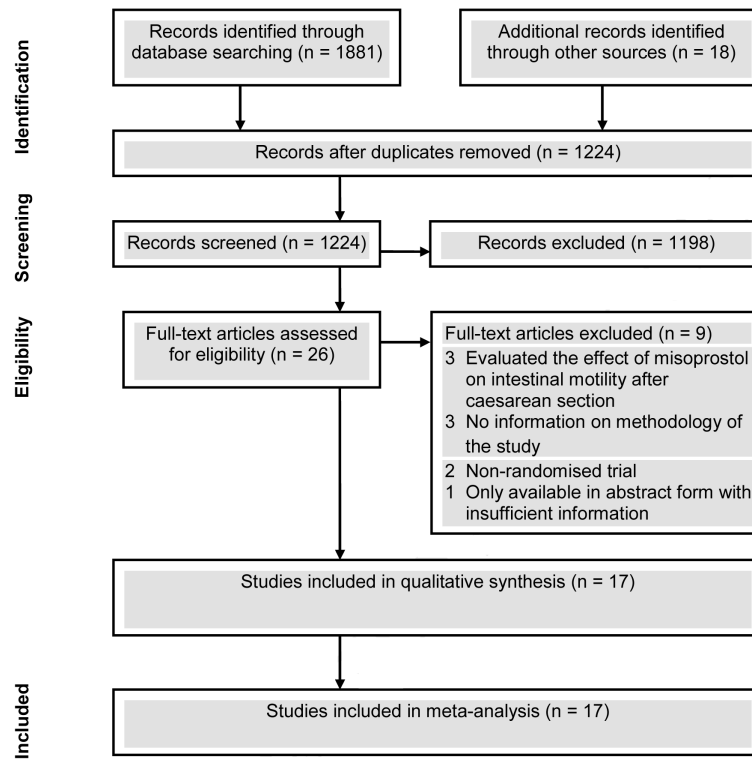 Identification
Records identified through
database searching (n = 1881)
Additional records identified
through other sources (n = 18)
Records after duplicates removed (n = 1224)
Screening
Records screened (n = 1224)
Records excluded (n = 1198)
Eligibility
Full-text articles assessed
for eligibility (n = 26)
Full-text articles excluded (n = 9)
3 Evaluated the effect of misoprostol
on intestinal motility after
caesarean section
3 No information on methodology of
the study
2 Non-randomised trial
1 Only available in abstract form with
insufficient information
Studies included in qualitative synthesis (n = 17)
Included
Studies included in meta-analysis (n = 17)